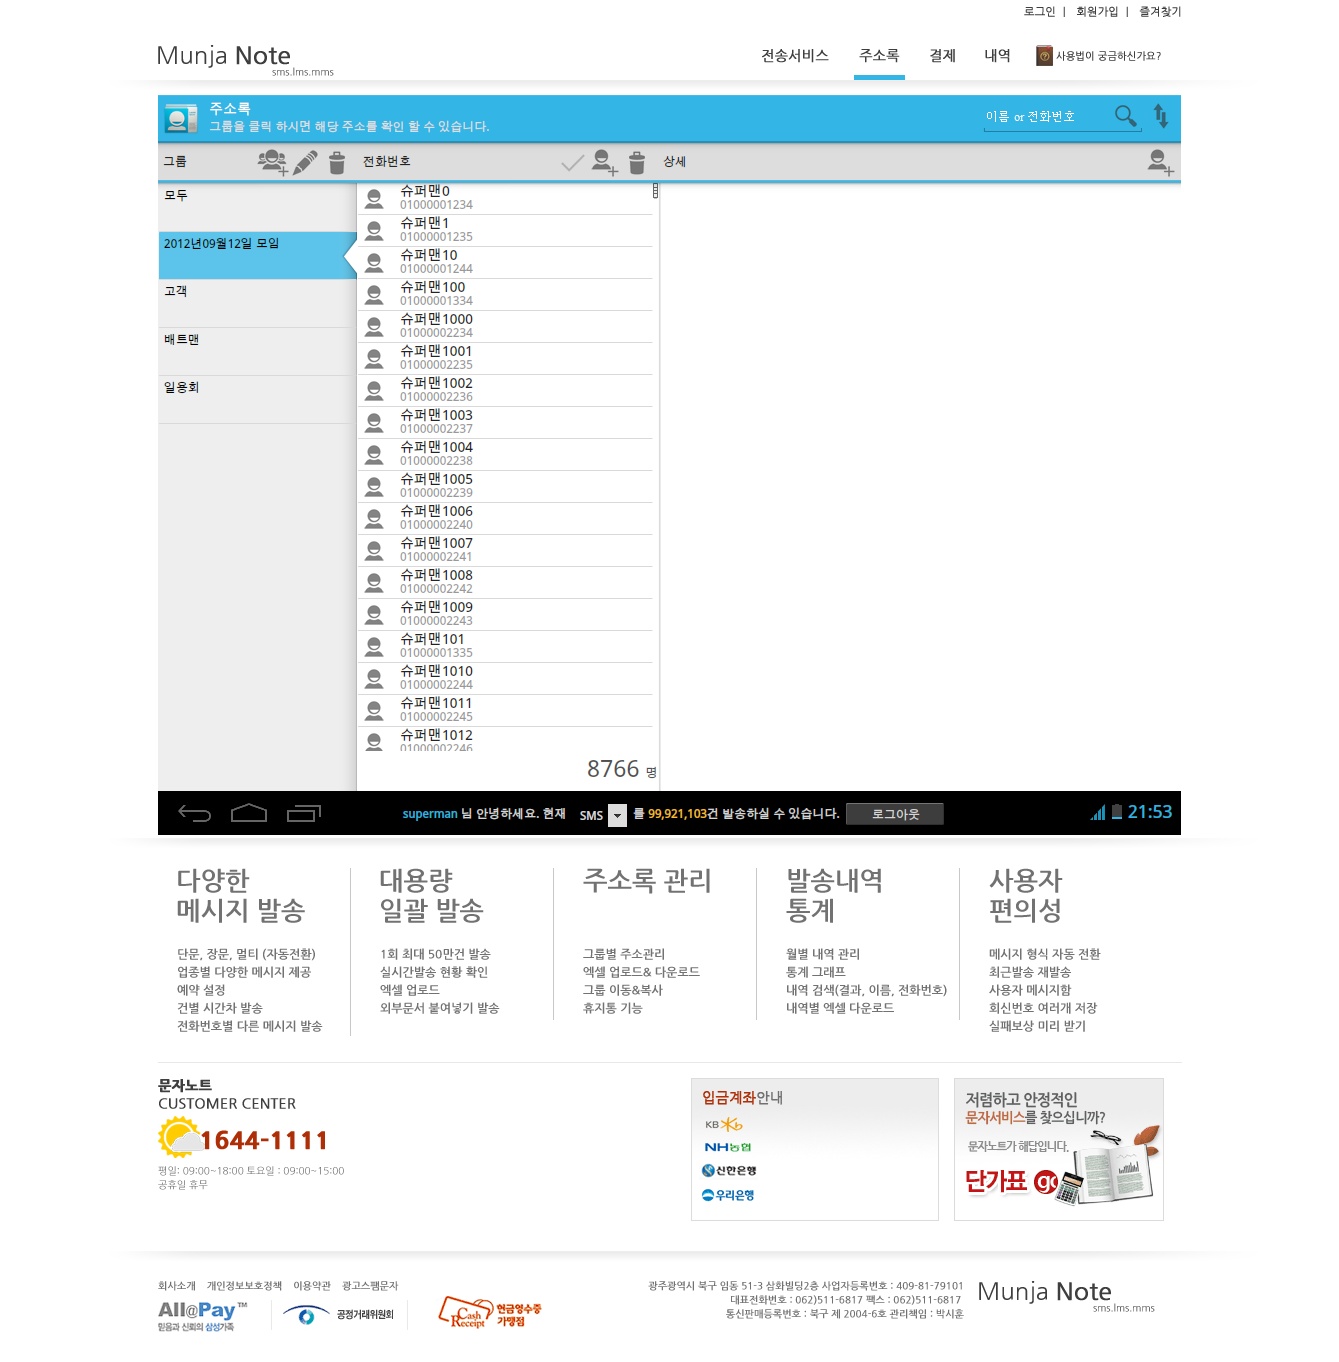 로그인 | 회원가입 | 즐겨찾기
Munja Note
sms.lms.mms
전송서비스 주소록 결제 내역 사용법이 궁금하신가요?
주소록
그룹을 클릭 하시면 해당 주소를 확인 할 수 있습니다.
이름 or 전화번호
그룹 전화번호 상세
모두
2012년09월12일 모임
고객
배트맨
일용회
슈퍼맨0
01000001234
슈퍼맨1
01000001235
슈퍼맨10
01000001244
슈퍼맨100
01000001334
슈퍼맨1000
01000002234
슈퍼맨1001
01000002235
슈퍼맨1002
01000002236
슈퍼맨1003
01000002237
슈퍼맨1004
01000002238
슈퍼맨1005
01000002239
슈퍼맨1006
01000002240
슈퍼맨1007
01000002241
슈퍼맨1008
01000002242
슈퍼맨1009
01000002243
슈퍼맨101
01000001335
슈퍼맨1010
01000002244
슈퍼맨1011
01000002245
슈퍼맨1012
01000002246
8766 명
superman 님 안녕하세요. 현재 SMS 를 99,921,103건 발송하실 수 있습니다. 로그아웃 21:53
다양한
메시지 발송
단문, 장문, 멀티 (자동전환)
업종별 다양한 메시지 제공
예약 설정
건별 시간차 발송
전화번호별 다른 메시지 발송
대용량
일괄 발송
1회 최대 50만건 발송
실시간발송 현황 확인
엑셀 업로드
외부문서 붙여넣기 발송
주소록 관리
그룹별 주소관리
엑셀 업로드& 다운로드
그룹 이동&복사
휴지통 기능
발송내역
통계
월별 내역 관리
통계 그래프
내역 검색(결과, 이름, 전화번호)
내역별 엑셀 다운로드
사용자
편의성
메시지 형식 자동 전환
최근발송 재발송
사용자 메시지함
회신번호 여러개 저장
실패보상 미리 받기
문자노트
CUSTOMER CENTER
1644-1111
평일: 09:00~18:00 토요일 : 09:00~15:00
공휴일 휴무
입금계좌안내
KB Kb
NH농협
신한은행
우리은행
저렴하고 안정적인
문자서비스를 찾으십니까?
문자노트가 해답입니다.
단가표 go
회사소개 개인정보보호정책 이용약관 광고스팸문자
All@Pay™
믿음과 신뢰의 삼성가족
공정거래위원회
Cash Receipt
현금영수증
가맹점
광주광역시 북구 임동 51-3 삼화빌딩2층 사업자등록번호 : 409-81-79101
대표전화번호 : 062)511-6817 팩스 : 062)511-6817
통신판매등록번호 : 북구 제 2004-6호 관리책임 : 박시훈
Munja Note
sms.lms.mms